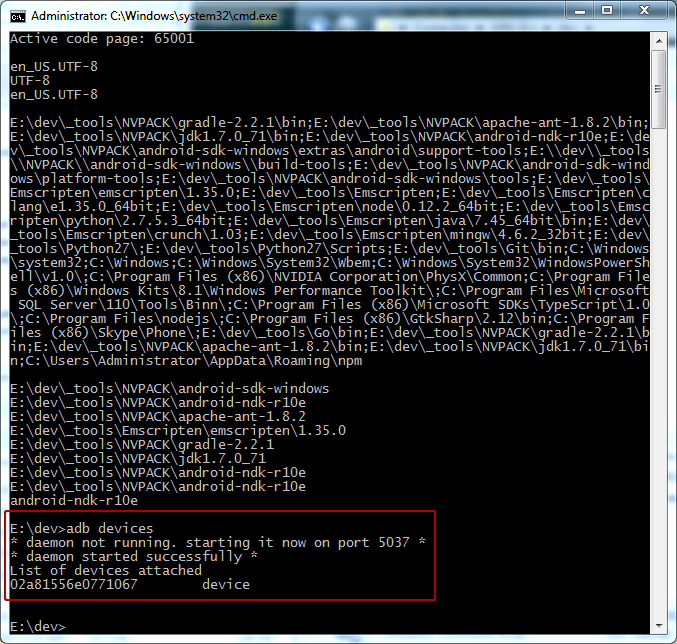 Administrator: C:\Windows\system32\cmd.exe
Active code page: 65001
en_US.UTF-8
UTF-8
en_US.UTF-8
E:\dev\_tools\NVPACK\gradle-2.2.1\bin;E:\dev\_tools\NVPACK\apache-ant-1.8.2\bin;
E:\dev\_tools\NVPACK\jdk1.7.0_71\bin;E:\dev\_tools\NVPACK\android-ndk-r10e;E:\de
v\_tools\NVPACK\android-sdk-windows\extras\android\support-tools;E:\\dev\\_tools
\\NVPACK\\android-sdk-windows\\build-tools;E:\dev\_tools\NVPACK\android-sdk-wind
ows\platform-tools;E:\dev\_tools\NVPACK\android-sdk-windows\tools;E:\dev\_tools\
Emscripten\emscripten\1.35.0;E:\dev\_tools\Emscripten;E:\dev\_tools\Emscripten\c
lang\e1.35.0_64bit;E:\dev\_tools\Emscripten\node\0.12.2_64bit;E:\dev\_tools\Emsc
ripten\python\2.7.5.3_64bit;E:\dev\_tools\Emscripten\java\7.45_64bit\bin;E:\dev\
_tools\Emscripten\crunch\1.03;E:\dev\_tools\Emscripten\mingw\4.6.2_32bit;E:\dev\
_tools\Python27\;E:\dev\_tools\Python27\Scripts;E:\dev\_tools\Git\bin;C:\Windows
\system32;C:\Windows;C:\Windows\System32\Wbem;C:\Windows\System32\WindowsPowerSh
ell\v1.0\;C:\Program Files (x86)\NVIDIA Corporation\PhysX\Common;C:\Program File
s (x86)\Windows Kits\8.1\Windows Performance Toolkit\;C:\Program Files\Microsoft
 SQL Server\110\Tools\Binn\;C:\Program Files (x86)\Microsoft SDKs\TypeScript\1.0
\;C:\Program Files\nodejs\;C:\Program Files (x86)\GtkSharp\2.12\bin;C:\Program F
iles (x86)\Skype\Phone\;E:\dev\_tools\Go\bin;E:\dev\_tools\NVPACK\gradle-2.2.1\b
in;E:\dev\_tools\NVPACK\apache-ant-1.8.2\bin;E:\dev\_tools\NVPACK\jdk1.7.0_71\bi
n;C:\Users\Administrator\AppData\Roaming\npm
E:\dev\_tools\NVPACK\android-sdk-windows
E:\dev\_tools\NVPACK\android-ndk-r10e
E:\dev\_tools\NVPACK\apache-ant-1.8.2
E:\dev\_tools\Emscripten\emscripten\1.35.0
E:\dev\_tools\NVPACK\gradle-2.2.1
E:\dev\_tools\NVPACK\jdk1.7.0_71
E:\dev\_tools\NVPACK\android-ndk-r10e
E:\dev\_tools\NVPACK\android-ndk-r10e
android-ndk-r10e
E:\dev>adb devices
* daemon not running. starting it now on port 5037 *
* daemon started successfully *
List of devices attached
02a81556e0771067        device
E:\dev>